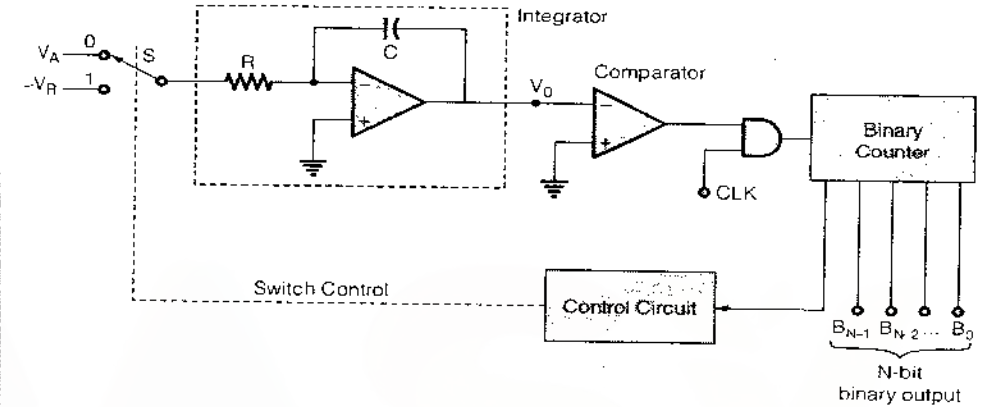 Integrator
C
V_A
0
S
R
-V_R
1
V_0
Comparator
Binary
Counter
CLK
Switch Control
Control Circuit
B_N-1 B_N-2 ... B_0
N-bit
binary output